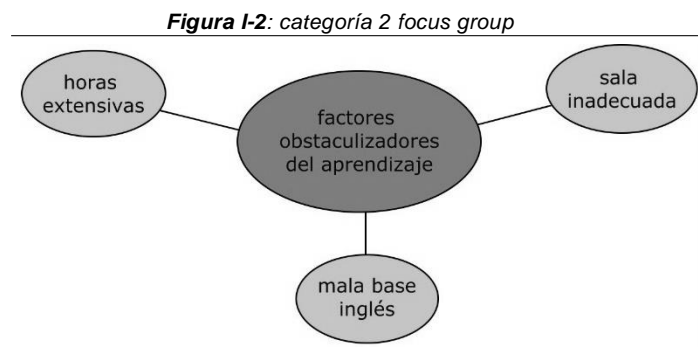 Figura I-2: categoría 2 focus group
horas
extensivas
factores
obstaculizadores
del aprendizaje
sala
inadecuada
mala base
inglés